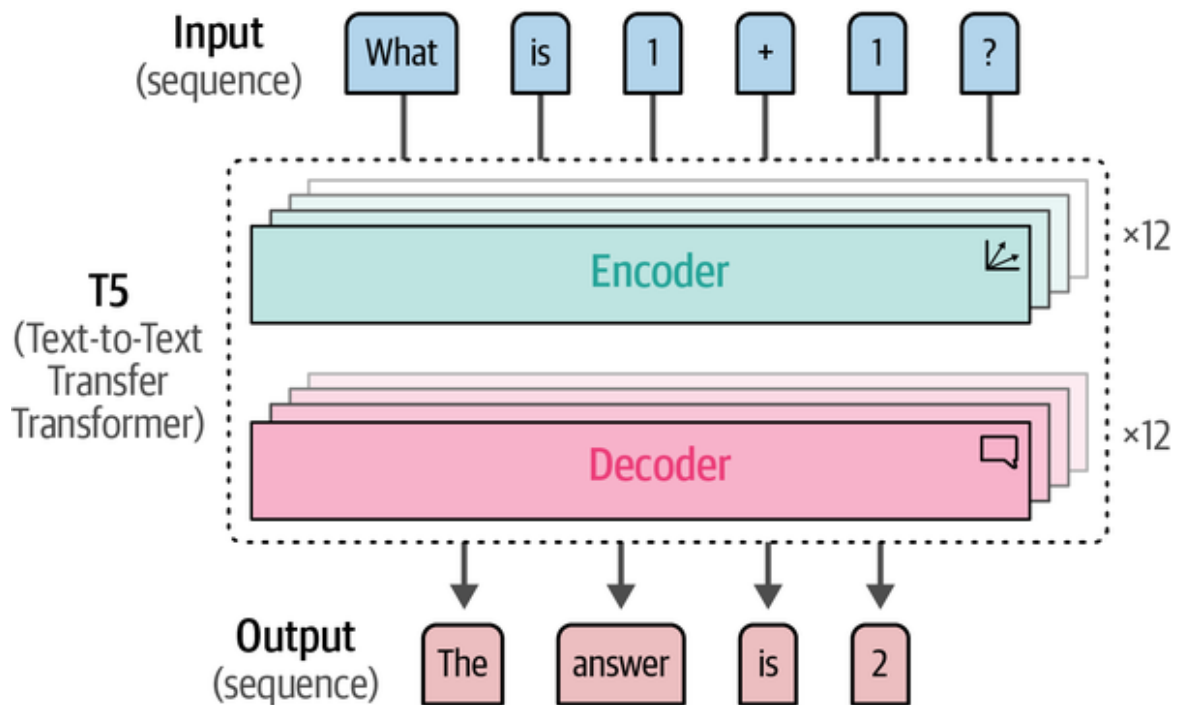 Input
(sequence)
What is 1 + 1 ?
Encoder
×12
T5
(Text-to-Text
Transfer
Transformer)
Decoder
×12
Output
(sequence)
The answer is 2